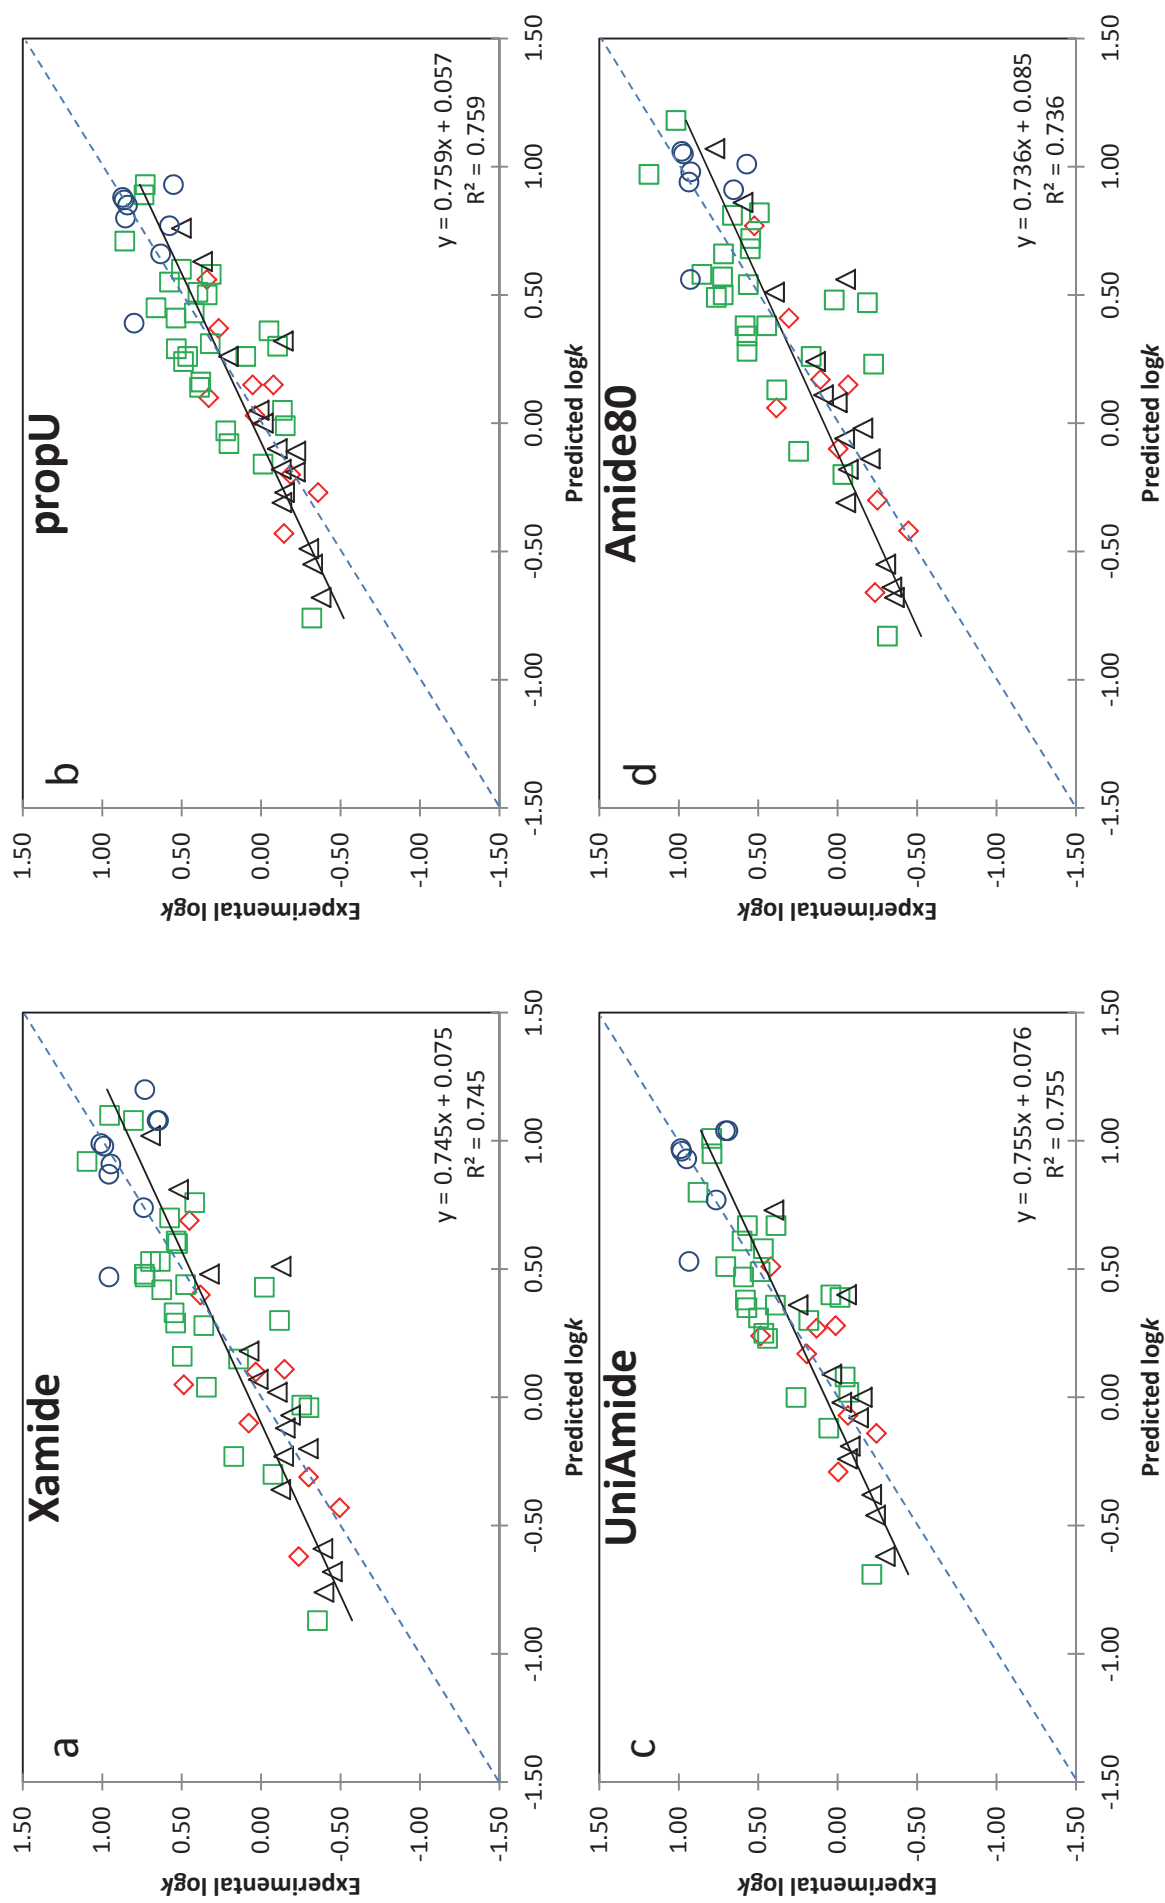 a
Xamide
1.50
1.00
0.50
0.00
-0.50
-1.00
-1.50
Experimental logk
-1.50
-1.00
-0.50
0.00
0.50
1.00
1.50
Predicted logk
y = 0.745x + 0.075
R² = 0.745
b
propU
1.50
1.00
0.50
0.00
-0.50
-1.00
-1.50
Experimental logk
-1.50
-1.00
-0.50
0.00
0.50
1.00
1.50
Predicted logk
y = 0.759x + 0.057
R² = 0.759
c
UniAmide
1.50
1.00
0.50
0.00
-0.50
-1.00
-1.50
Experimental logk
-1.50
-1.00
-0.50
0.00
0.50
1.00
1.50
Predicted logk
y = 0.755x + 0.076
R² = 0.755
d
Amide80
1.50
1.00
0.50
0.00
-0.50
-1.00
-1.50
Experimental logk
-1.50
-1.00
-0.50
0.00
0.50
1.00
1.50
Predicted logk
y = 0.736x + 0.085
R² = 0.736